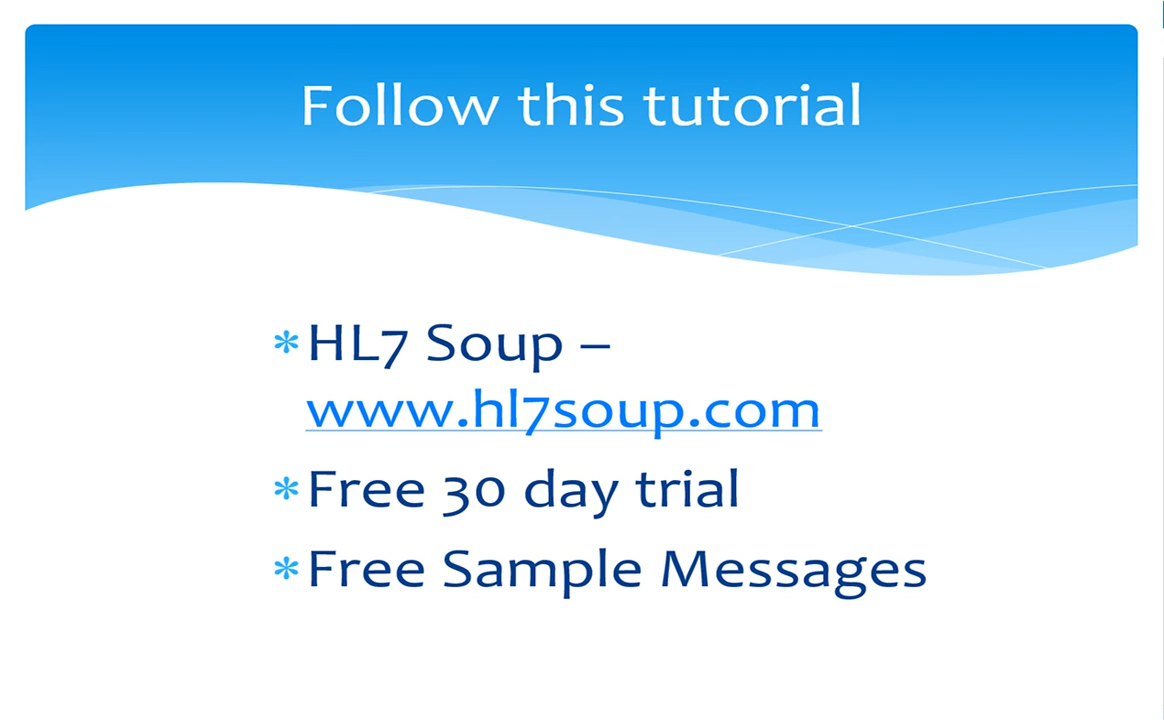 Follow this tutorial
* HL7 Soup –
www.hl7soup.com
* Free 30 day trial
* Free Sample Messages